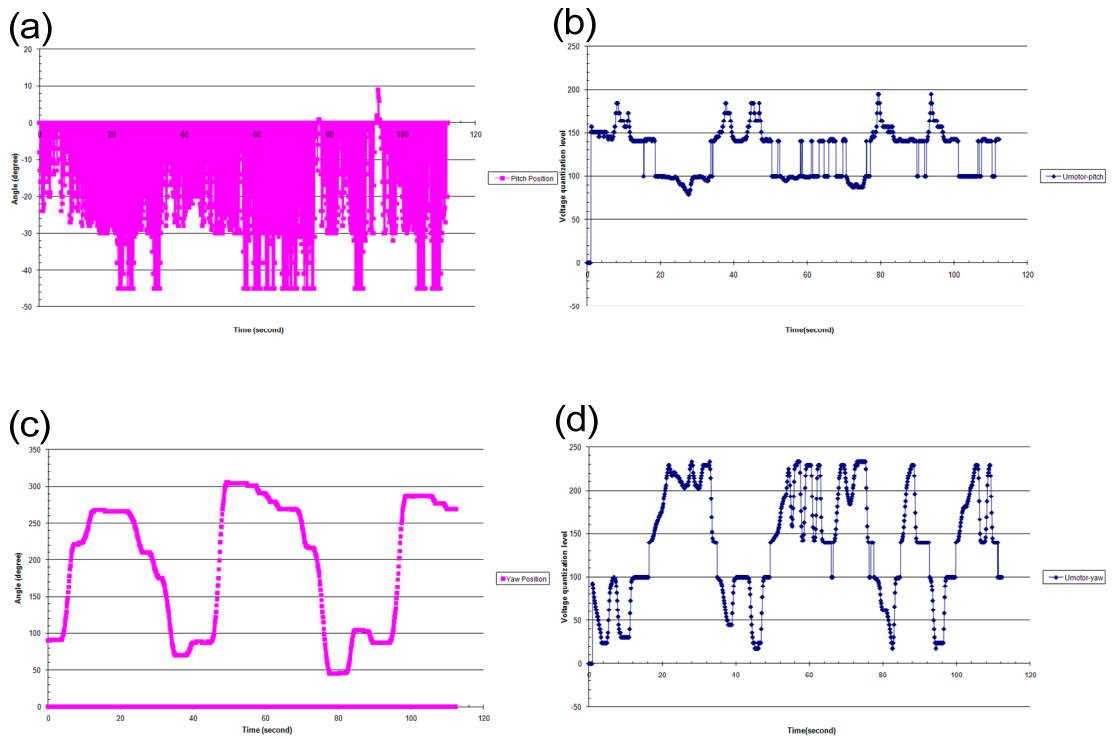 (a)
20
10
0
-10
-20
-30
-40
-50
0 20 40 60 80 100 120
Angle (degree)
Time (second)
Pitch Position
(b)
250
200
150
100
50
0
-50
0 20 40 60 80 100 120
Voltage quantization level
Time(second)
Umotor-pitch
(c)
350
300
250
200
150
100
50
0
0 20 40 60 80 100 120
Angle (degree)
Time (second)
Yaw Position
(d)
250
200
150
100
50
0
-50
0 20 40 60 80 100 120
Voltage quantization level
Time(second)
Umotor-yaw